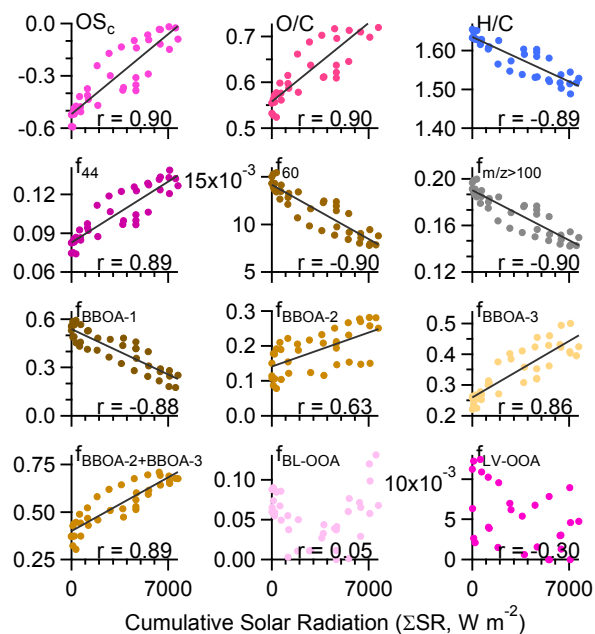 OSc O/C H/C
0.0
-0.3
-0.6
r = 0.90
0.7
0.6
0.5
r = 0.90
1.60
1.50
1.40
r = -0.89
f44 f60 fm/z>100
0.12
0.09
0.06
r = 0.89
15x10-3
10
5
r = -0.90
0.20
0.16
0.12
r = -0.90
fBBOA-1 fBBOA-2 fBBOA-3
0.6
0.3
0.0
r = -0.88
0.3
0.2
0.1
0.0
r = 0.63
0.5
0.4
0.3
0.2
r = 0.86
fBBOA-2+BBOA-3 fBL-OOA fLV-OOA
0.75
0.50
0.25
r = 0.89
0.10
0.05
0.00
r = 0.05
10x10-3
5
0
r = -0.30
0 7000 0 7000 0 7000
Cumulative Solar Radiation (ΣSR, W m-2)